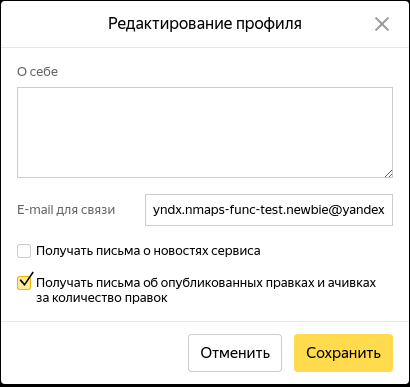 Редактирование профиля
О себе
E-mail для связи
yndx.nmaps-func-test.newbie@yandex
Получать письма о новостях сервиса
Получать письма об опубликованных правках и ачивках
за количество правок
Отменить
Сохранить